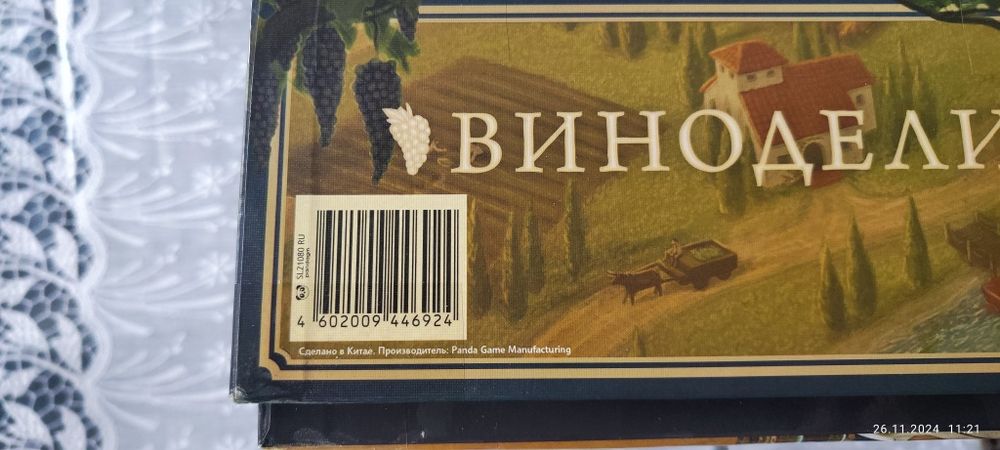 ВИНОДЕЛИ
SL21080 RU
4 602009 446924
Сделано в Китае. Производитель: Panda Game Manufacturing
26.11.2024 11:21